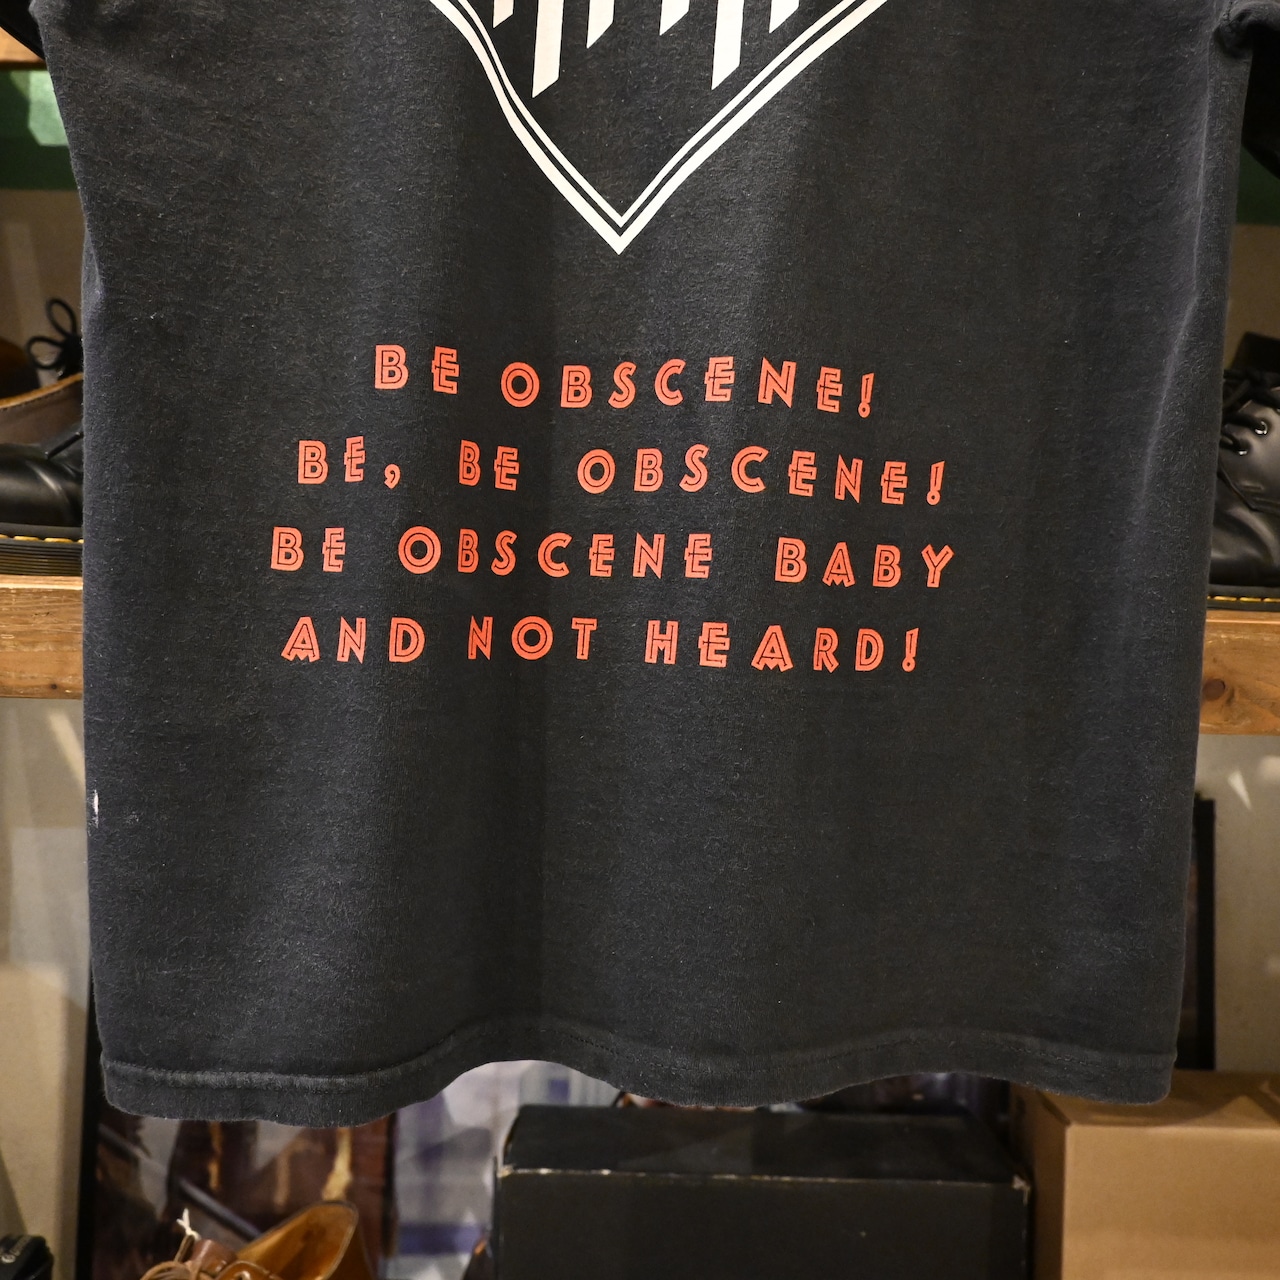 BE OBSCENE!
BE, BE OBSCENE!
BE OBSCENE BABY
AND NOT HEARD!